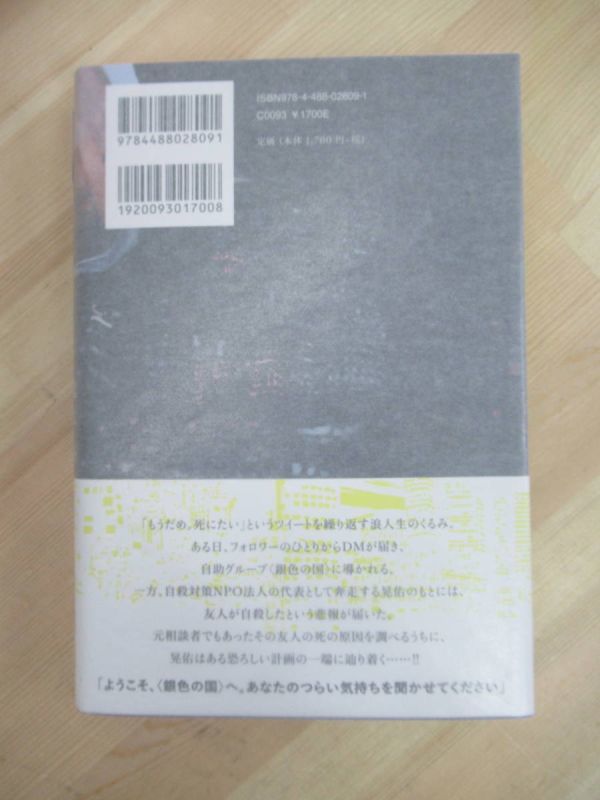 ISBN978-4-488-02809-1
C0093 ¥1700E
定価（本体1,700円+税）
9784488028091
1920093017008
「もうだめ。死にたい」というツイートを繰り返す浪人生のくるみ。
ある日、フォロワーのひとりからDMが届き、
自助グループ〈銀色の国〉に導かれる。
一方、自殺対策NPO法人の代表として奔走する晃佑のもとには、
友人が自殺したという悲報が届いた。
元相談者でもあったその友人の死の原因を調べるうちに、
晃佑はある恐ろしい計画の一端に辿り着く……!!
「ようこそ、〈銀色の国〉へ。あなたのつらい気持ちを聞かせてください」